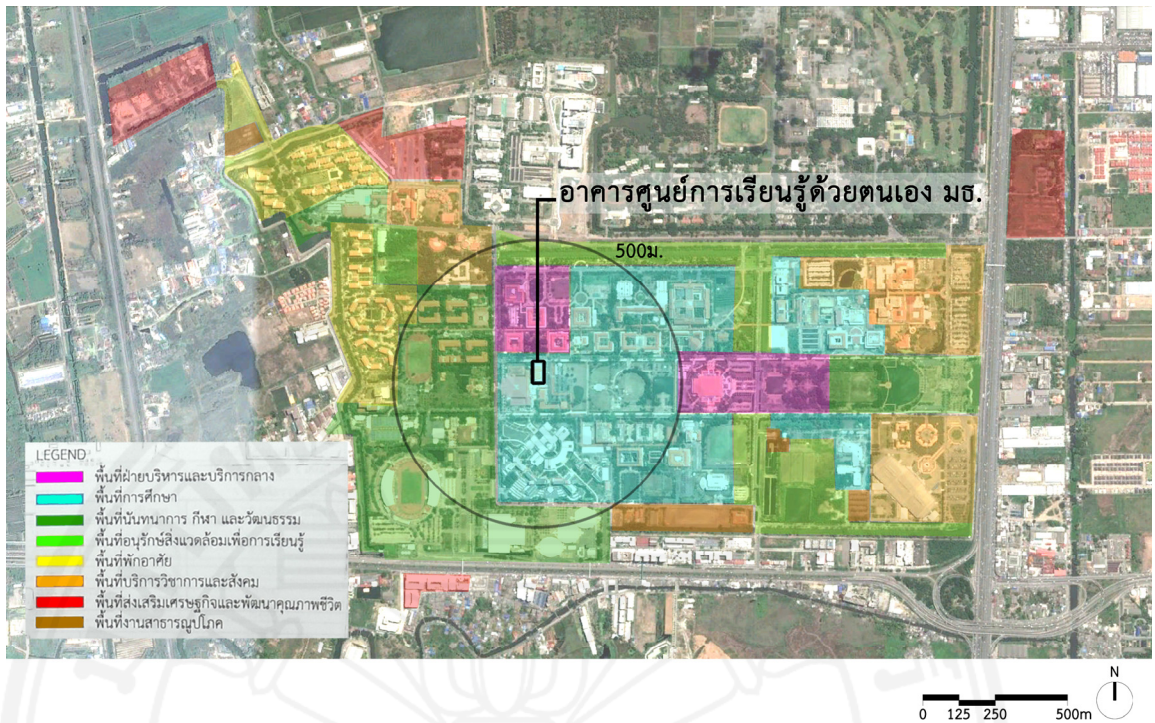 อาคารศูนย์การเรียนรู้ด้วยตนเอง มธ.
500ม.
LEGEND
พื้นที่ฝ่ายบริหารและบริการกลาง
พื้นที่การศึกษา
พื้นที่นันทนาการ กีฬา และวัฒนธรรม
พื้นที่อนุรักษ์สิ่งแวดล้อมเพื่อการเรียนรู้
พื้นที่พักอาศัย
พื้นที่บริการวิชาการและสังคม
พื้นที่ส่งเสริมเศรษฐกิจและพัฒนาคุณภาพชีวิต
พื้นที่งานสาธารณูปโภค
N
0 125 250 500m